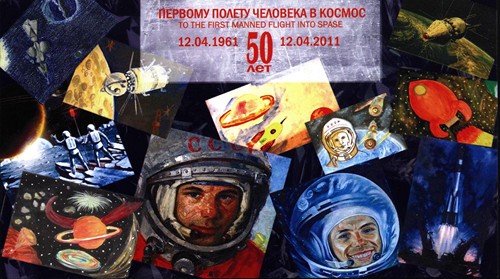 ПЕРВОМУ ПОЛЕТУ ЧЕЛОВЕКА В КОСМОС
TO THE FIRST MANNED FLIGHT INTO SPASE
12.04.1961 50 12.04.2011
ЛЕТ
СССР